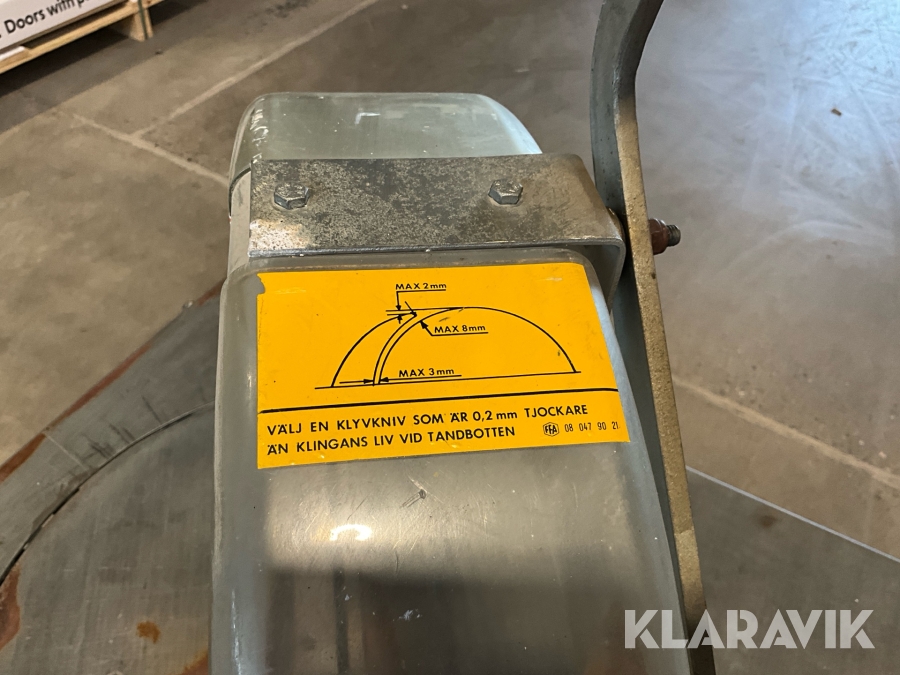 Doors with p
MAX 2mm
MAX 8mm
MAX 3mm
VÄLJ EN KLYVKNIV SOM ÄR 0,2 mm TJOCKARE
ÄN KLINGANS LIV VID TANDBOTTEN FFA 08 047 90 21
KLARAVIK